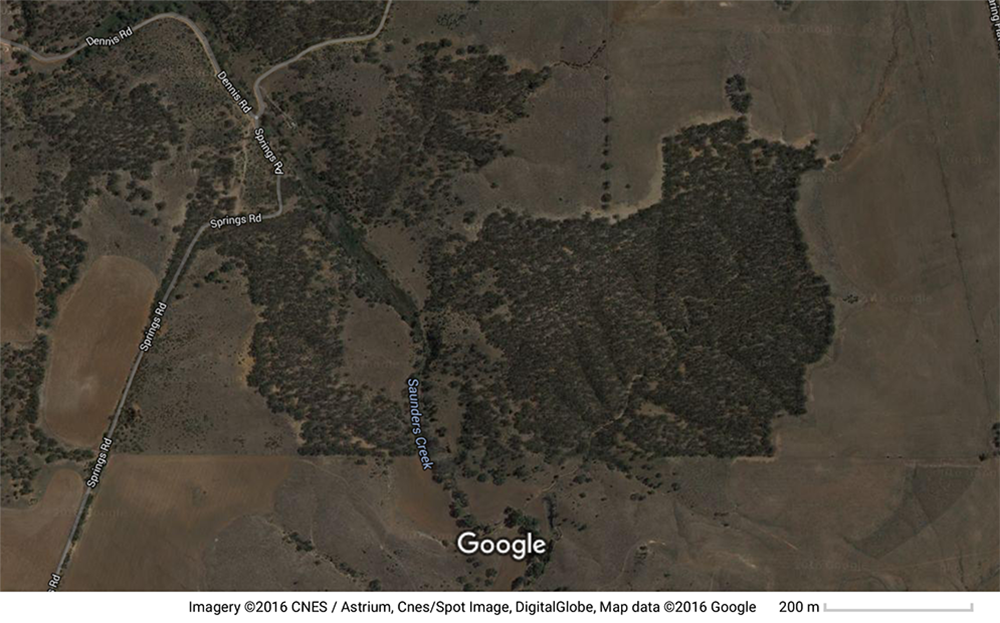 Dennis Rd
Dennis Rd
Springs Rd
Springs Rd
Springs Rd
Springs Rd
Saunders Creek
Rd
Google
Imagery ©2016 CNES / Astrium, Cnes/Spot Image, DigitalGlobe, Map data ©2016 Google 200 m